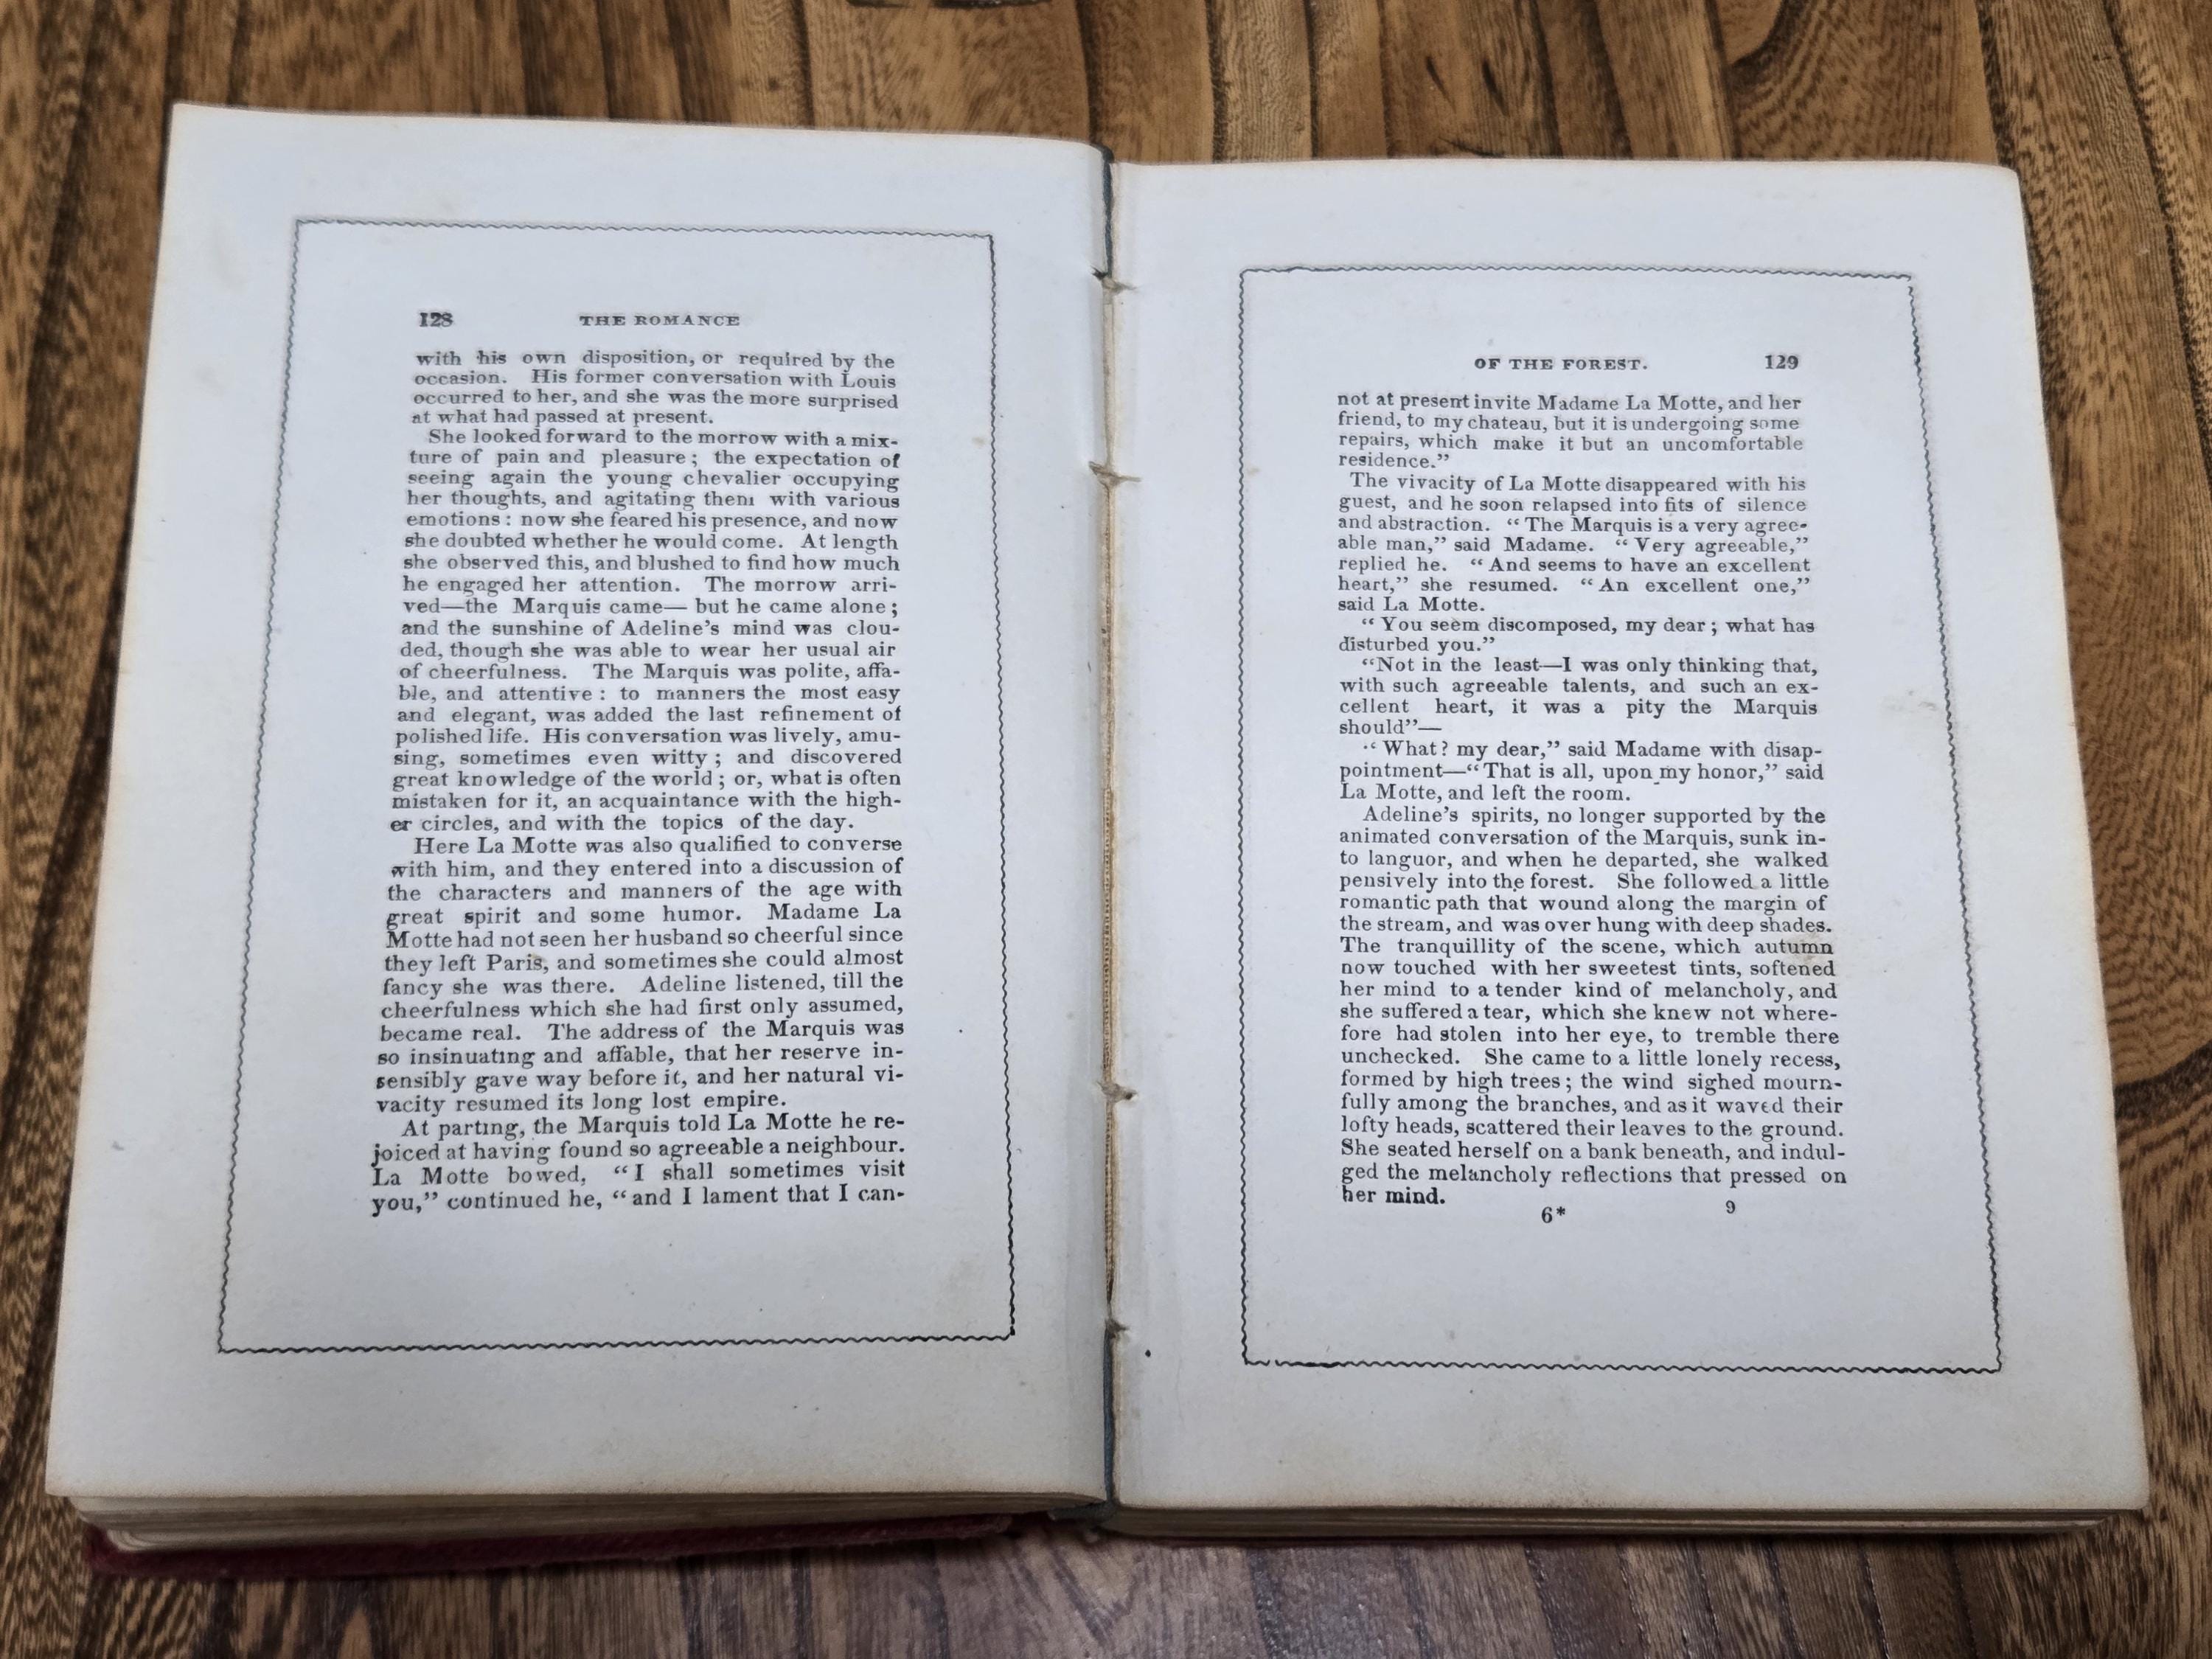 128 THE ROMANCE
with his own disposition, or required by the
occasion. His former conversation with Louis
occurred to her, and she was the more surprised
at what had passed at present.
She looked forward to the morrow with a mix-
ture of pain and pleasure; the expectation of
seeing again the young chevalier occupying
her thoughts, and agitating them with various
emotions: now she feared his presence, and now
she doubted whether he would come. At length
she observed this, and blushed to find how much
he engaged her attention. The morrow arri-
ved—the Marquis came— but he came alone;
and the sunshine of Adeline's mind was clou-
ded, though she was able to wear her usual air
of cheerfulness. The Marquis was polite, affa-
ble, and attentive: to manners the most easy
and elegant, was added the last refinement of
polished life. His conversation was lively, amu-
sing, sometimes even witty; and discovered
great knowledge of the world; or, what is often
mistaken for it, an acquaintance with the high-
er circles, and with the topics of the day.
Here La Motte was also qualified to converse
with him, and they entered into a discussion of
the characters and manners of the age with
great spirit and some humor. Madame La
Motte had not seen her husband so cheerful since
they left Paris, and sometimes she could almost
fancy she was there. Adeline listened, till the
cheerfulness which she had first only assumed,
became real. The address of the Marquis was
so insinuating and affable, that her reserve in-
sensibly gave way before it, and her natural vi-
vacity resumed its long lost empire.
At parting, the Marquis told La Motte he re-
joiced at having found so agreeable a neighbour.
La Motte bowed, "I shall sometimes visit
you," continued he, "and I lament that I can-
OF THE FOREST. 129
not at present invite Madame La Motte, and her
friend, to my chateau, but it is undergoing some
repairs, which make it but an uncomfortable
residence."
The vivacity of La Motte disappeared with his
guest, and he soon relapsed into fits of silence
and abstraction. "The Marquis is a very agree-
able man," said Madame. "Very agreeable,"
replied he. "And seems to have an excellent
heart," she resumed. "An excellent one,"
said La Motte.
"You seem discomposed, my dear; what has
disturbed you."
"Not in the least—I was only thinking that,
with such agreeable talents, and such an ex-
cellent heart, it was a pity the Marquis
should"—
"What? my dear," said Madame with disap-
pointment—"That is all, upon my honor," said
La Motte, and left the room.
Adeline's spirits, no longer supported by the
animated conversation of the Marquis, sunk in-
to languor, and when he departed, she walked
pensively into the forest. She followed a little
romantic path that wound along the margin of
the stream, and was over hung with deep shades.
The tranquillity of the scene, which autumn
now touched with her sweetest tints, softened
her mind to a tender kind of melancholy, and
she suffered a tear, which she knew not where-
fore had stolen into her eye, to tremble there
unchecked. She came to a little lonely recess,
formed by high trees; the wind sighed mourn-
fully among the branches, and as it waved their
lofty heads, scattered their leaves to the ground.
She seated herself on a bank beneath, and indul-
ged the melancholy reflections that pressed on
her mind.
6* 9